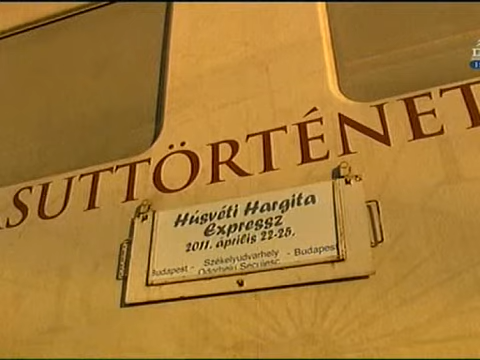 ASUTTÖRTÉNET
Húsvéti Hargita
Expressz
2011. április 22-25.
Budapest - Székelyudvarhely - Budapest
Odorheiu Secuiesc